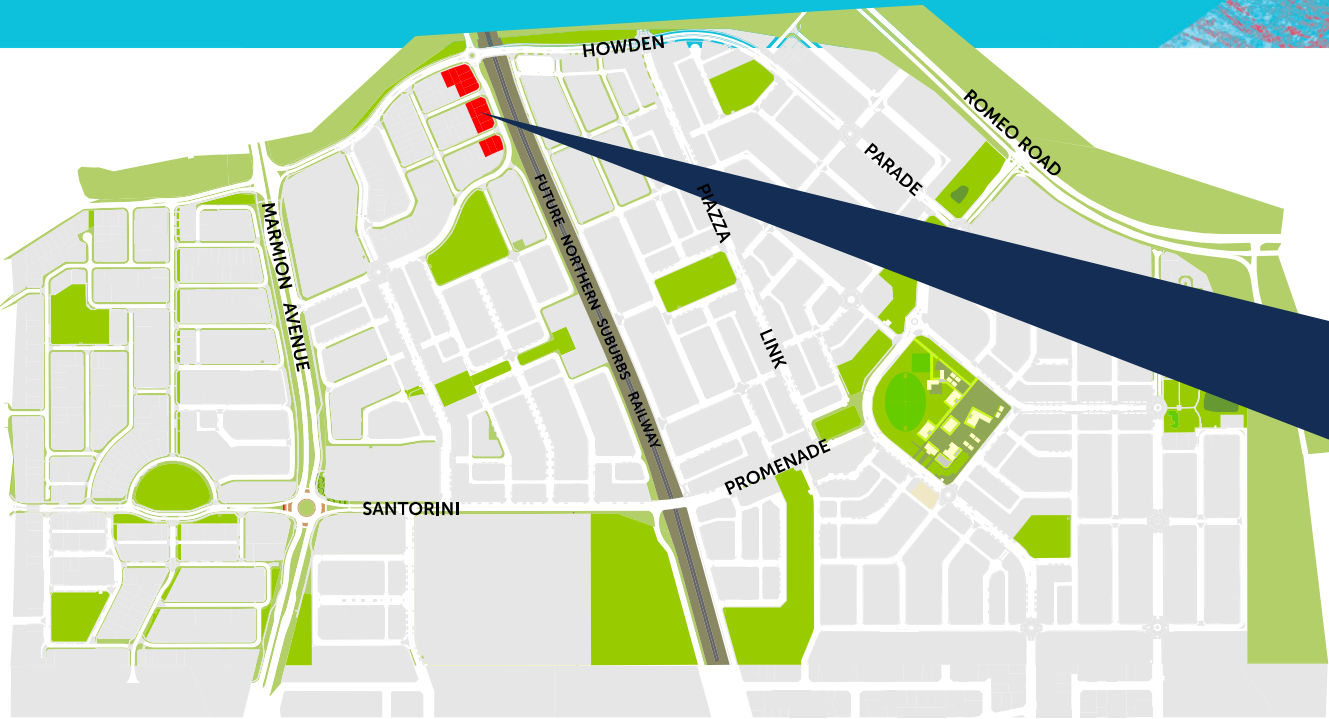 HOWDEN
PARADE
ROMEO ROAD
MARMION AVENUE
FUTURE NORTHERN SUBURBS RAILWAY
PIAZZA
LINK
SANTORINI
PROMENADE